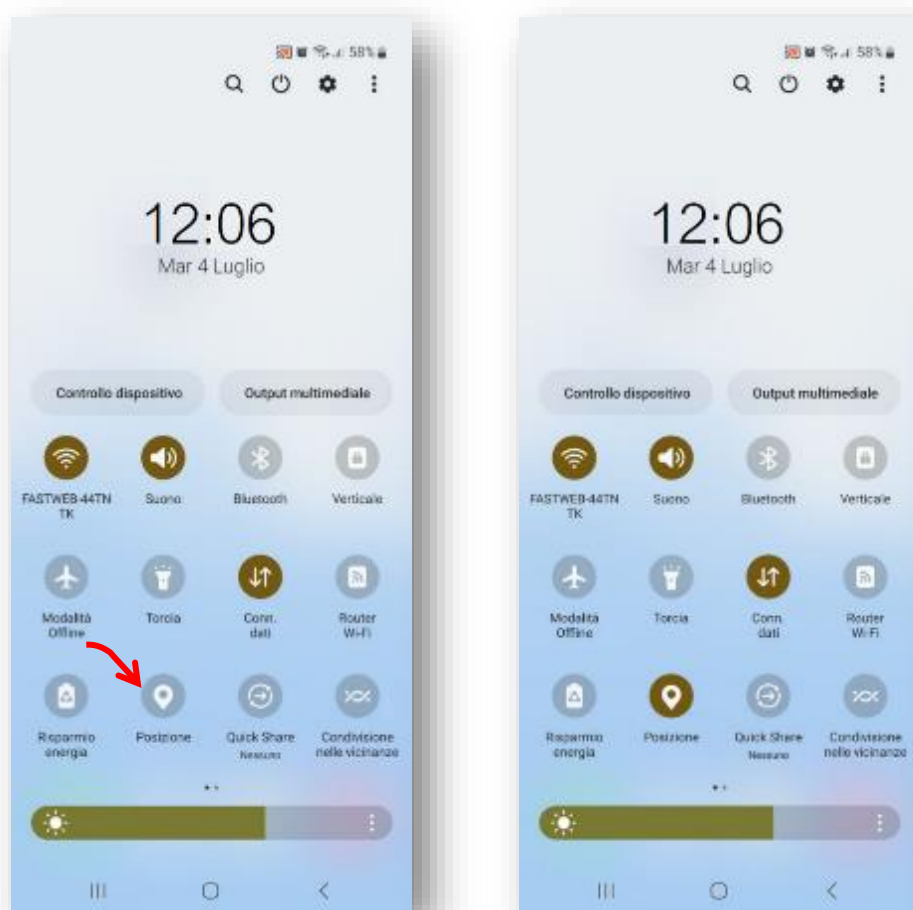 58%
12:06
Mar 4 Luglio
Controllo dispositivo
Output multimediale
FASTWEB-44TN
TK
Suono
Bluetooth
Verticale
Modalità
Offline
Torcia
Conn.
dati
Router
Wi-Fi
Risparmio
energia
Posizione
Quick Share
Nessuno
Condivisione
nelle vicinanze
58%
12:06
Mar 4 Luglio
Controllo dispositivo
Output multimediale
FASTWEB-44TN
TK
Suono
Bluetooth
Verticale
Modalità
Offline
Torcia
Conn.
dati
Router
Wi-Fi
Risparmio
energia
Posizione
Quick Share
Nessuno
Condivisione
nelle vicinanze